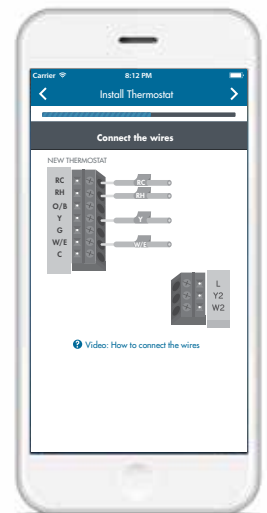 Carrier 8:12 PM
Install Thermostat
Connect the wires
NEW THERMOSTAT
RC RC
RH RH
O/B
Y Y
G
W/E W/E
C
L
Y2
W2
? Video: How to connect the wires